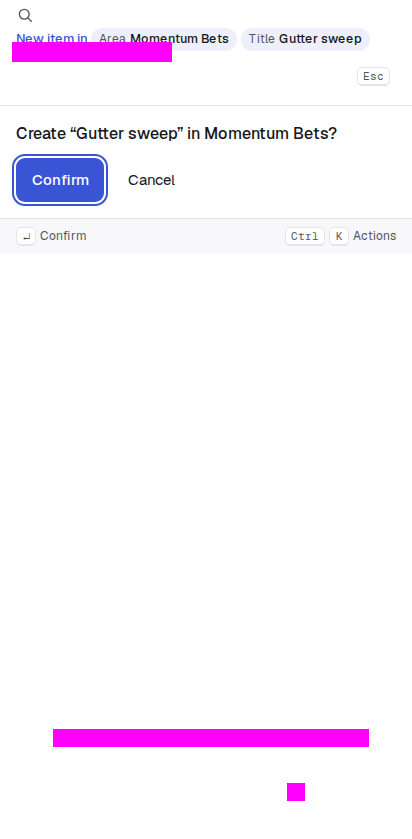 New item in Area Momentum Bets Title Gutter sweep
Esc
Create “Gutter sweep” in Momentum Bets?
Confirm Cancel
↵ Confirm Ctrl K Actions